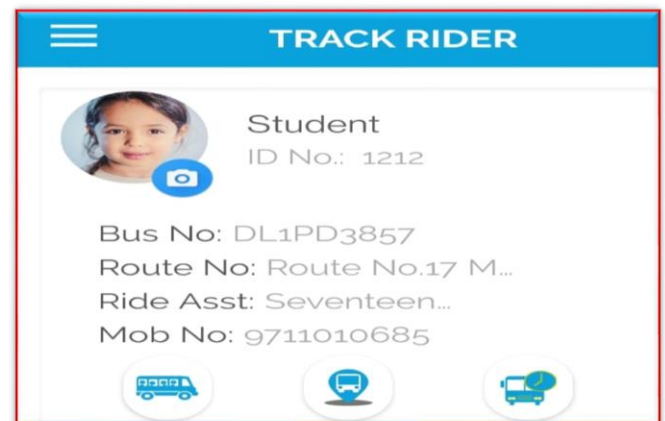 TRACK RIDER
Student
ID No.: 1212
Bus No: DL1PD3857
Route No: Route No.17 M...
Ride Asst: Seventeen...
Mob No: 9711010685